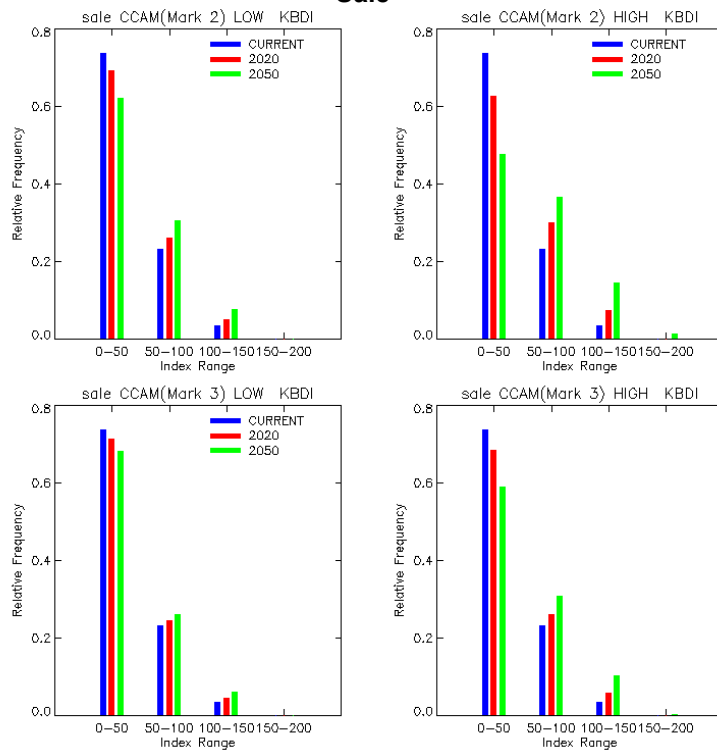 Sale
sale CCAM(Mark 2) LOW KBDI
0.8
0.6
0.4
0.2
0.0
Relative Frequency
CURRENT
2020
2050
0-50
50-100
100-150
150-200
Index Range
sale CCAM(Mark 2) HIGH KBDI
0.8
0.6
0.4
0.2
0.0
Relative Frequency
CURRENT
2020
2050
0-50
50-100
100-150
150-200
Index Range
sale CCAM(Mark 3) LOW KBDI
0.8
0.6
0.4
0.2
0.0
Relative Frequency
CURRENT
2020
2050
0-50
50-100
100-150
150-200
Index Range
sale CCAM(Mark 3) HIGH KBDI
0.8
0.6
0.4
0.2
0.0
Relative Frequency
0-50
50-100
100-150
150-200
Index Range